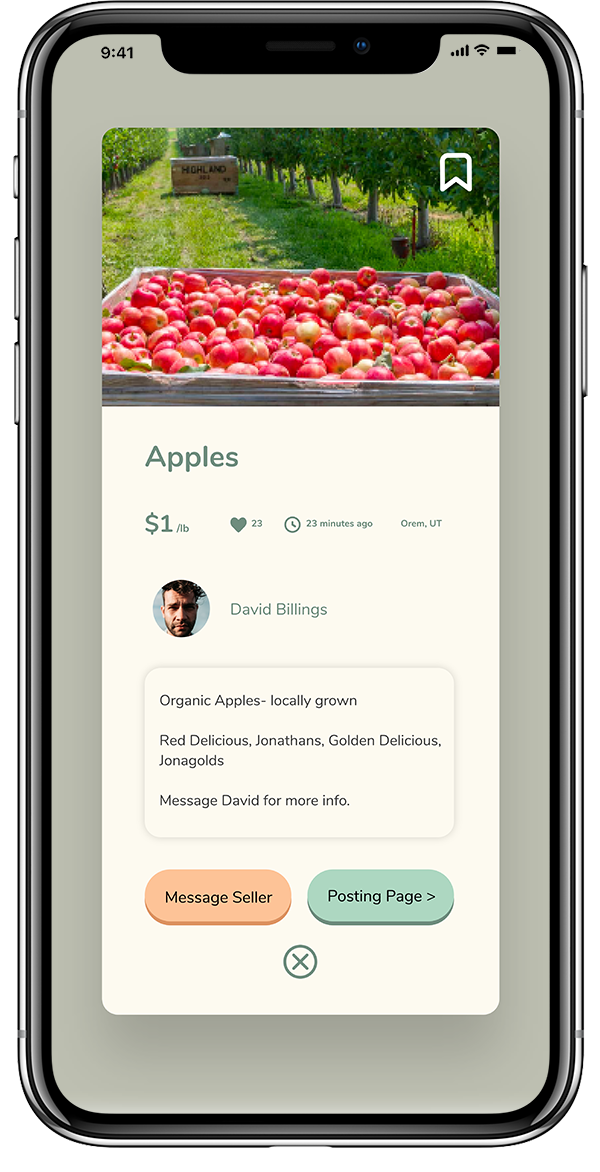 9:41
HIGHLAND
Apples
$1 /lb
23
23 minutes ago
Orem, UT
David Billings
Organic Apples- locally grown
Red Delicious, Jonathans, Golden Delicious,
Jonagolds
Message David for more info.
Message Seller
Posting Page >